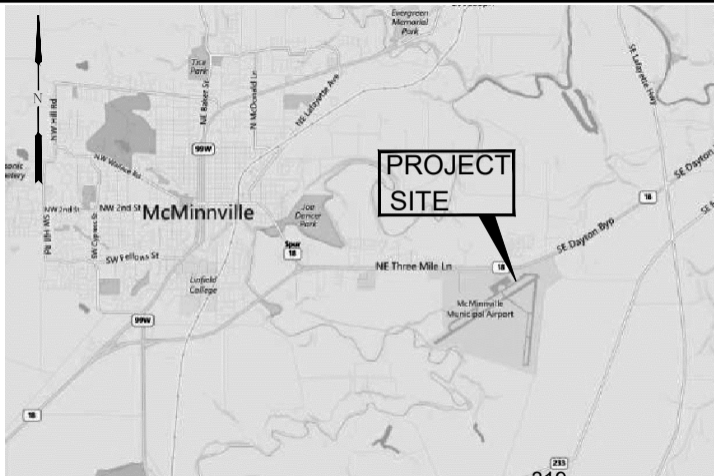 Evergreen
Memorial
Park
Tice
Park
N
NW Hill Rd
NE Baker St
N McDonald Ln
NE Lafayette Ave
SE Lafayette Hwy
99W
NW Wallace Rd
PROJECT
SITE
SE Dayton
18
NW 2nd St
NW 2nd St
McMinnville
Joe
Dancer
Park
SW Cypress St
Spur
18
SE Dayton Byp
SW Fellows St
NE Three Mile Ln
18
Linfield
College
McMinnville
Municipal Airport
99W
18
233